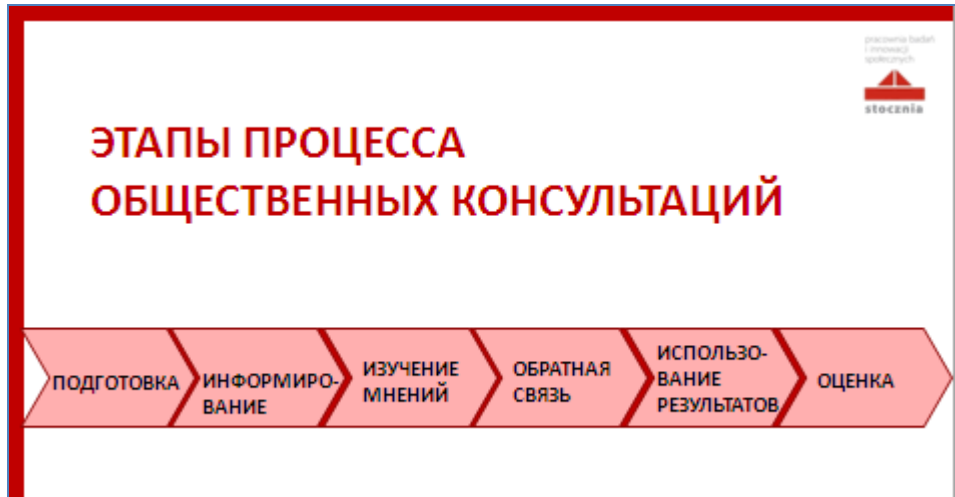 pracownia badań
i innowacji
społecznych
stocznia
ЭТАПЫ ПРОЦЕССА
ОБЩЕСТВЕННЫХ КОНСУЛЬТАЦИЙ
ПОДГОТОВКА
ИНФОРМИРО-
ВАНИЕ
ИЗУЧЕНИЕ
МНЕНИЙ
ОБРАТНАЯ
СВЯЗЬ
ИСПОЛЬЗО-
ВАНИЕ
РЕЗУЛЬТАТОВ
ОЦЕНКА